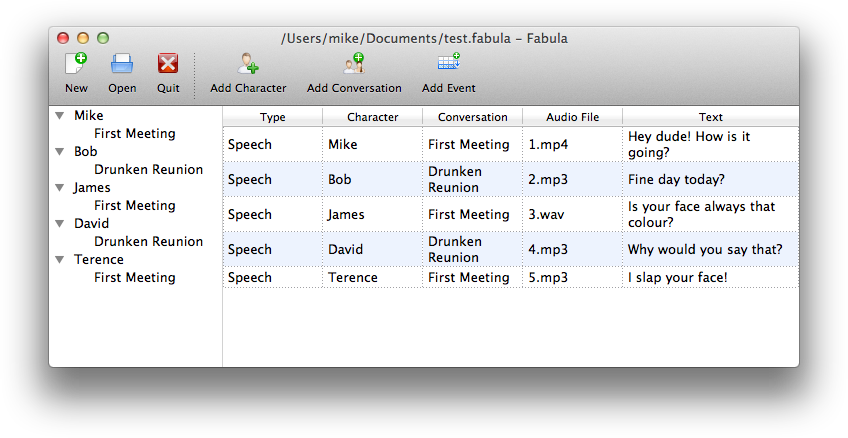 /Users/mike/Documents/test.fabula – Fabula
New Open Quit Add Character Add Conversation Add Event
Mike
First Meeting
Bob
Drunken Reunion
James
First Meeting
David
Drunken Reunion
Terence
First Meeting
Type Character Conversation Audio File Text
Speech Mike First Meeting 1.mp4 Hey dude! How is it
going?
Speech Bob Drunken
Reunion 2.mp3 Fine day today?
Speech James First Meeting 3.wav Is your face always that
colour?
Speech David Drunken
Reunion 4.mp3 Why would you say that?
Speech Terence First Meeting 5.mp3 I slap your face!